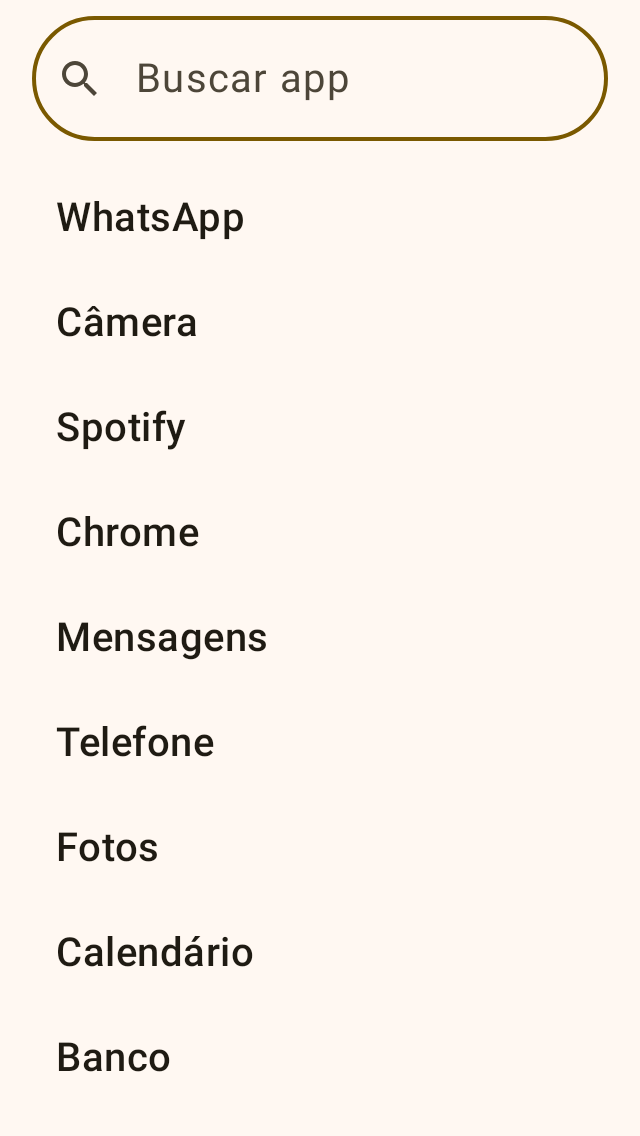 Buscar app
WhatsApp
Câmera
Spotify
Chrome
Mensagens
Telefone
Fotos
Calendário
Banco